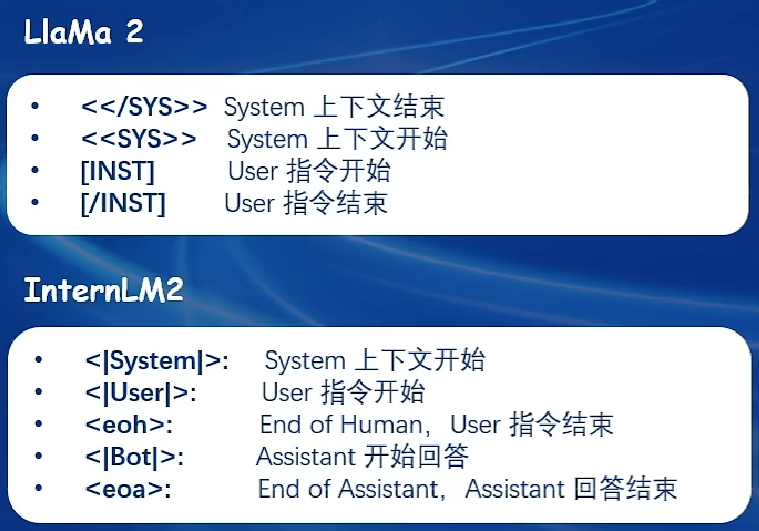 LlaMa 2
• <</SYS>> System 上下文结束
• <<SYS>> System 上下文开始
• [INST] User 指令开始
• [/INST] User 指令结束
InternLM2
• <|System|>: System 上下文开始
• <|User|>: User 指令开始
• <eoh>: End of Human，User 指令结束
• <|Bot|>: Assistant 开始回答
• <eoa>: End of Assistant，Assistant 回答结束